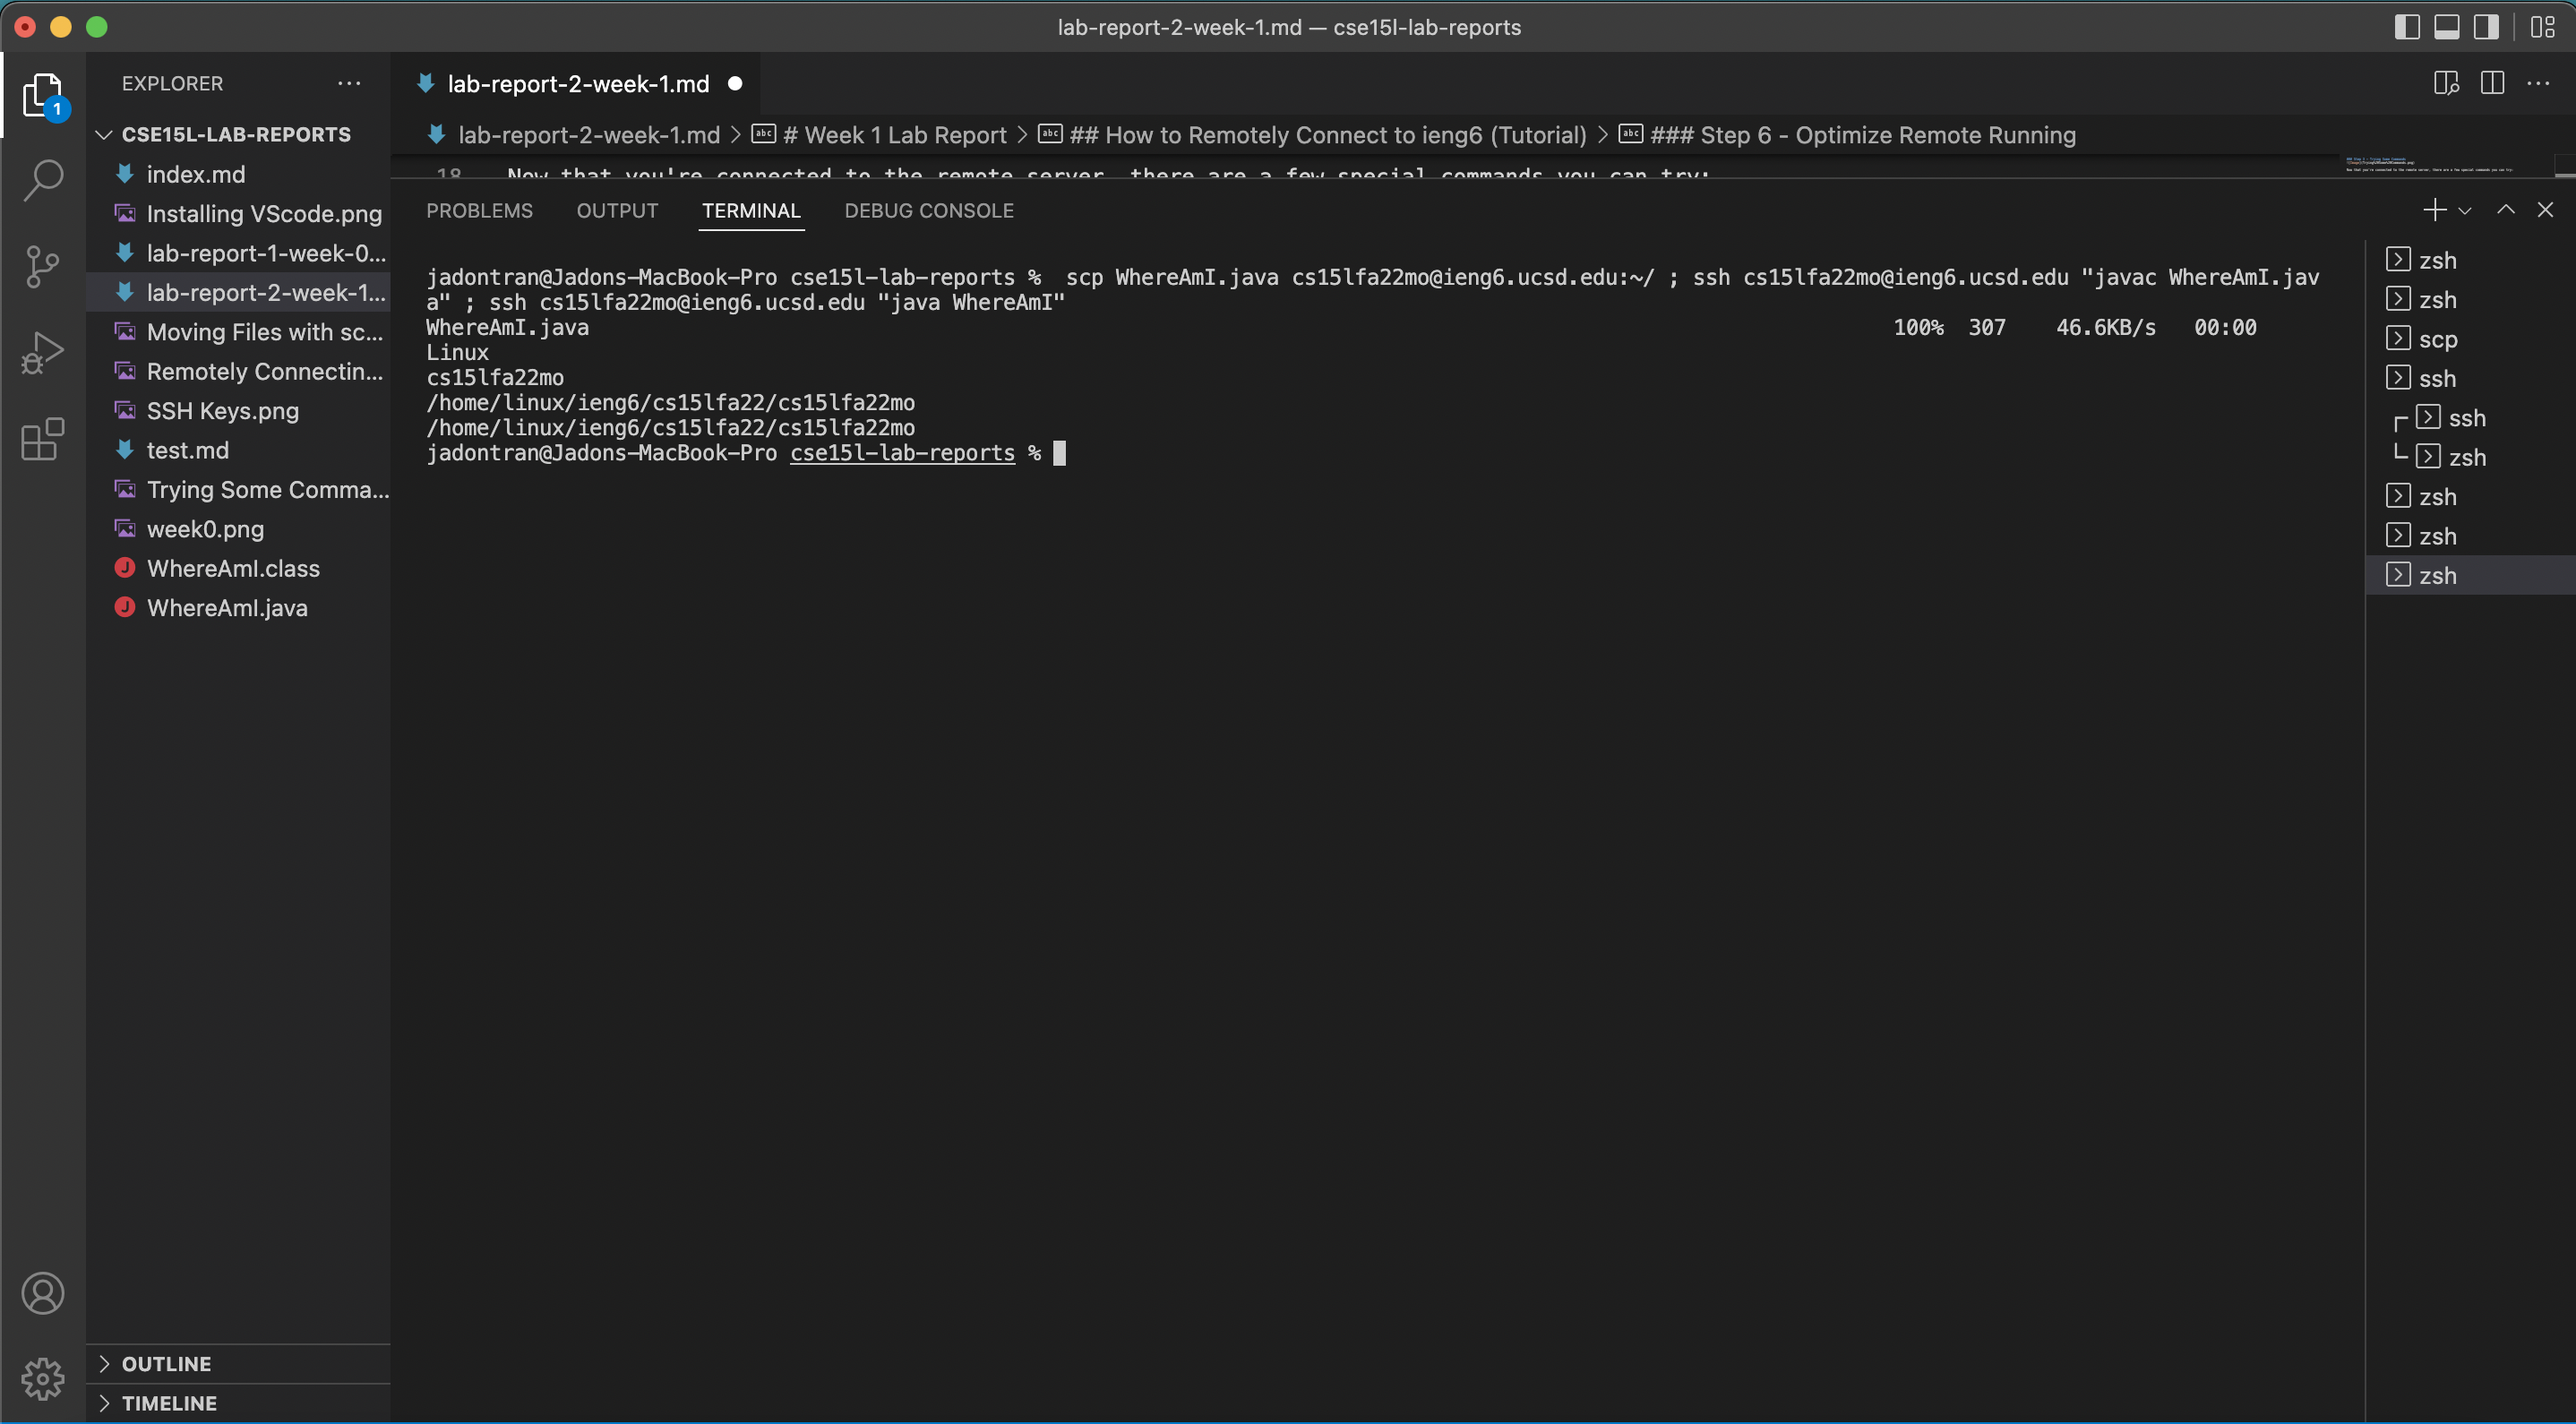 lab-report-2-week-1.md — cse15l-lab-reports
1
EXPLORER
CSE15L-LAB-REPORTS
index.md
Installing VScode.png
lab-report-1-week-0...
lab-report-2-week-1...
Moving Files with sc...
Remotely Connectin...
SSH Keys.png
test.md
Trying Some Comma...
week0.png
J WhereAmI.class
J WhereAmI.java
OUTLINE
TIMELINE
lab-report-2-week-1.md
lab-report-2-week-1.md > abc # Week 1 Lab Report > abc ## How to Remotely Connect to ieng6 (Tutorial) > abc ### Step 6 - Optimize Remote Running
18 Now that you're connected to the remote server, there are a few special commands you can try:
PROBLEMS OUTPUT TERMINAL DEBUG CONSOLE
jadontran@Jadons-MacBook-Pro cse15l-lab-reports % scp WhereAmI.java cs15lfa22mo@ieng6.ucsd.edu:~/ ; ssh cs15lfa22mo@ieng6.ucsd.edu "javac WhereAmI.jav
a" ; ssh cs15lfa22mo@ieng6.ucsd.edu "java WhereAmI"
WhereAmI.java 100% 307 46.6KB/s 00:00
Linux
cs15lfa22mo
/home/linux/ieng6/cs15lfa22/cs15lfa22mo
/home/linux/ieng6/cs15lfa22/cs15lfa22mo
jadontran@Jadons-MacBook-Pro cse15l-lab-reports %
zsh
zsh
scp
ssh
ssh
zsh
zsh
zsh
zsh